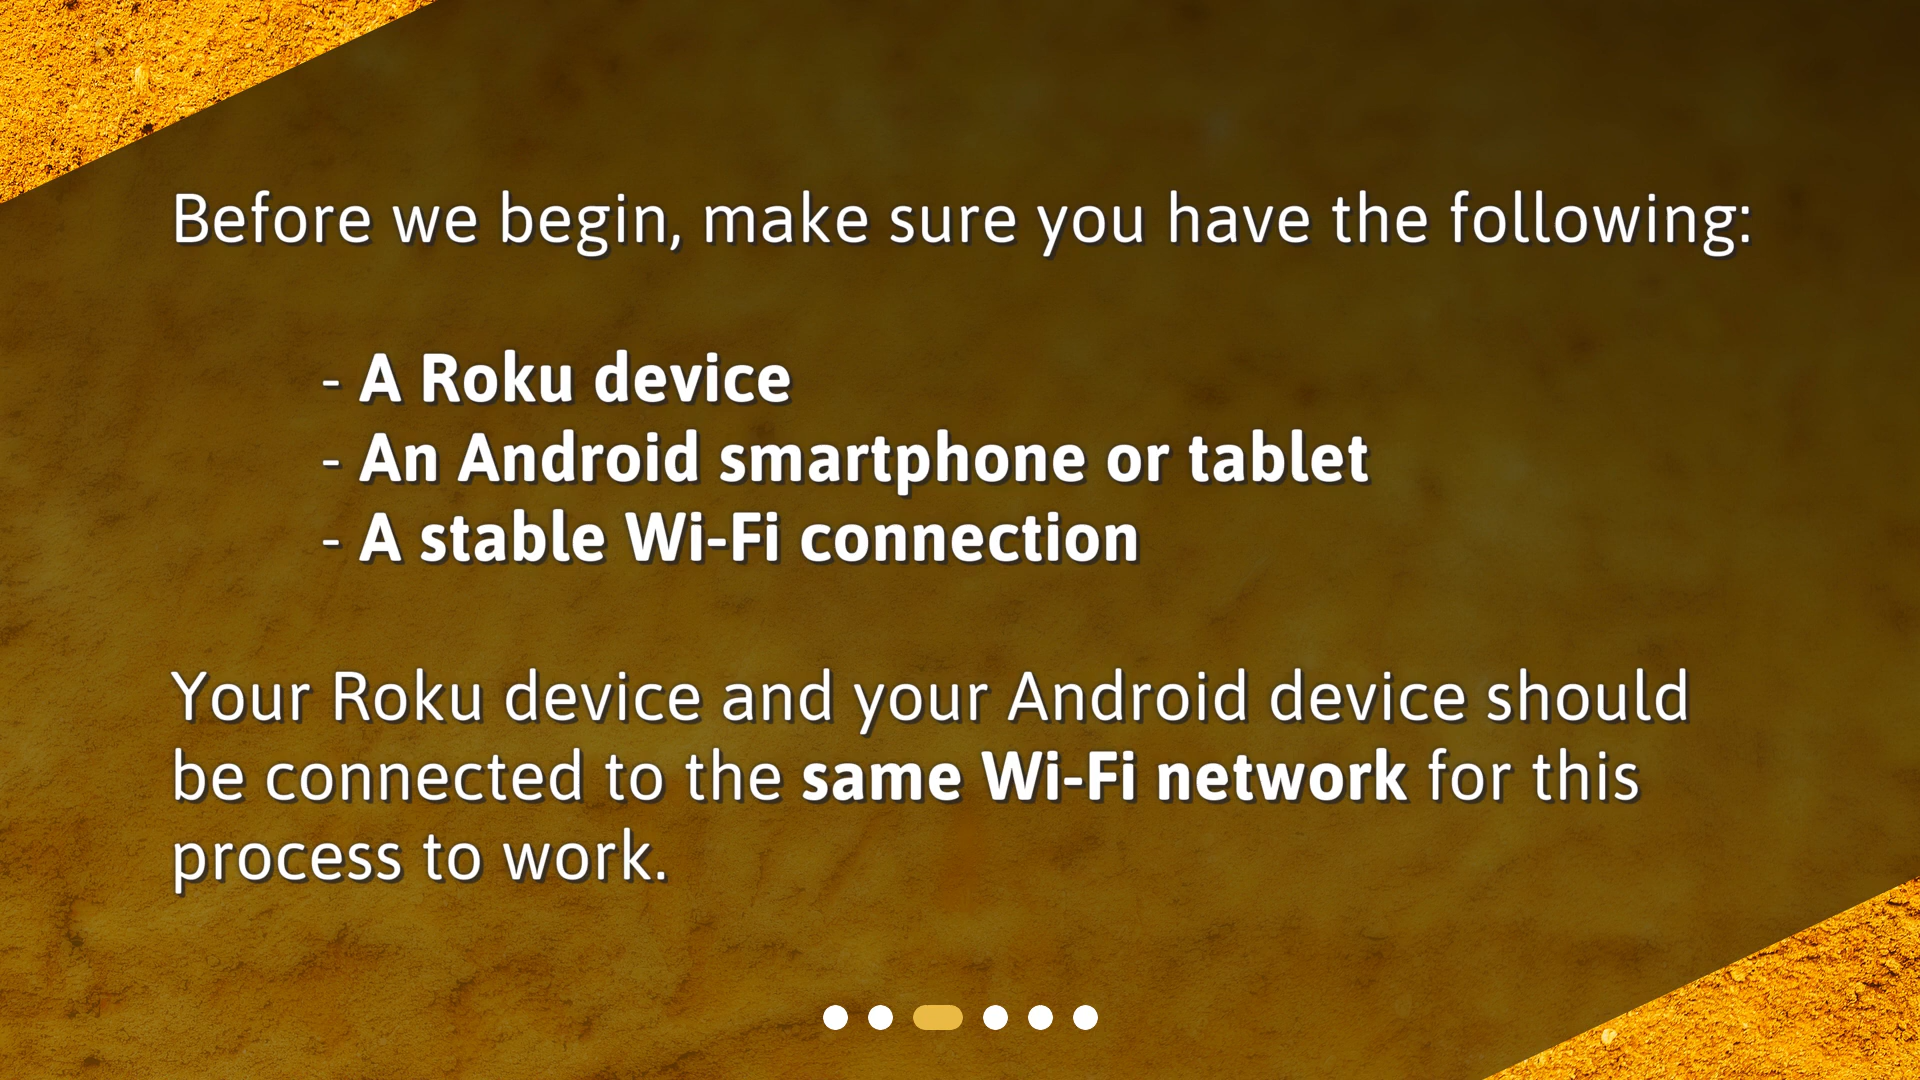 Before we begin, make sure you have the following:
- A Roku device
- An Android smartphone or tablet
- A stable Wi-Fi connection
Your Roku device and your Android device should
be connected to the same Wi-Fi network for this
process to work.